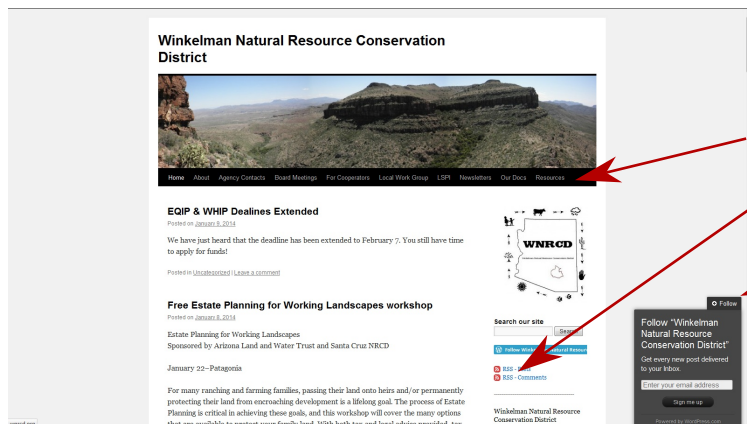 Winkelman Natural Resource Conservation
District
Home About Agency Contacts Board Meetings For Cooperators Local Work Group LSPI Newsletters Our Docs Resources
EQIP & WHIP Dealines Extended
Posted on January 8, 2014
We have just heard that the deadline has been extended to February 7. You still have time
to apply for funds!
Posted in Uncategorized | Leave a comment
Free Estate Planning for Working Landscapes workshop
Posted on January 8, 2014
Estate Planning for Working Landscapes
Sponsored by Arizona Land and Water Trust and Santa Cruz NRCD
January 22–Patagonia
For many ranching and farming families, passing their land onto heirs and/or permanently
protecting their land from encroaching development is a lifelong goal. The process of Estate
Planning is critical in achieving these goals, and this workshop will cover the many options
WNRCD
Search our site
Search
RSS -
RSS - Comments
Winkelman Natural Resource
Conservation District
Follow
Follow "Winkelman
Natural Resource
Conservation District"
Get every new post delivered
to your Inbox.
Enter your email address
Sign me up
Powered by WordPress.com